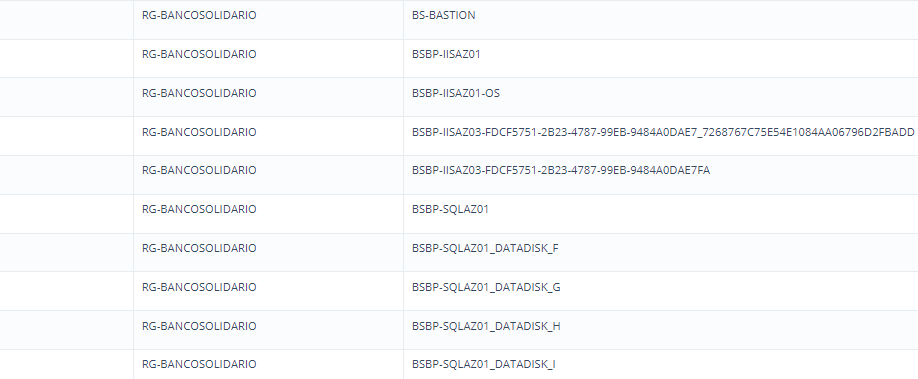 RG-BANCOSOLIDARIO BS-BASTION
RG-BANCOSOLIDARIO BSBP-IISAZ01
RG-BANCOSOLIDARIO BSBP-IISAZ01-OS
RG-BANCOSOLIDARIO BSBP-IISAZ03-FDCF5751-2B23-4787-99EB-9484A0DAE7_7268767C75E54E1084AA06796D2FBADD
RG-BANCOSOLIDARIO BSBP-IISAZ03-FDCF5751-2B23-4787-99EB-9484A0DAE7FA
RG-BANCOSOLIDARIO BSBP-SQLAZ01
RG-BANCOSOLIDARIO BSBP-SQLAZ01_DATADISK_F
RG-BANCOSOLIDARIO BSBP-SQLAZ01_DATADISK_G
RG-BANCOSOLIDARIO BSBP-SQLAZ01_DATADISK_H
RG-BANCOSOLIDARIO BSBP-SQLAZ01_DATADISK_I